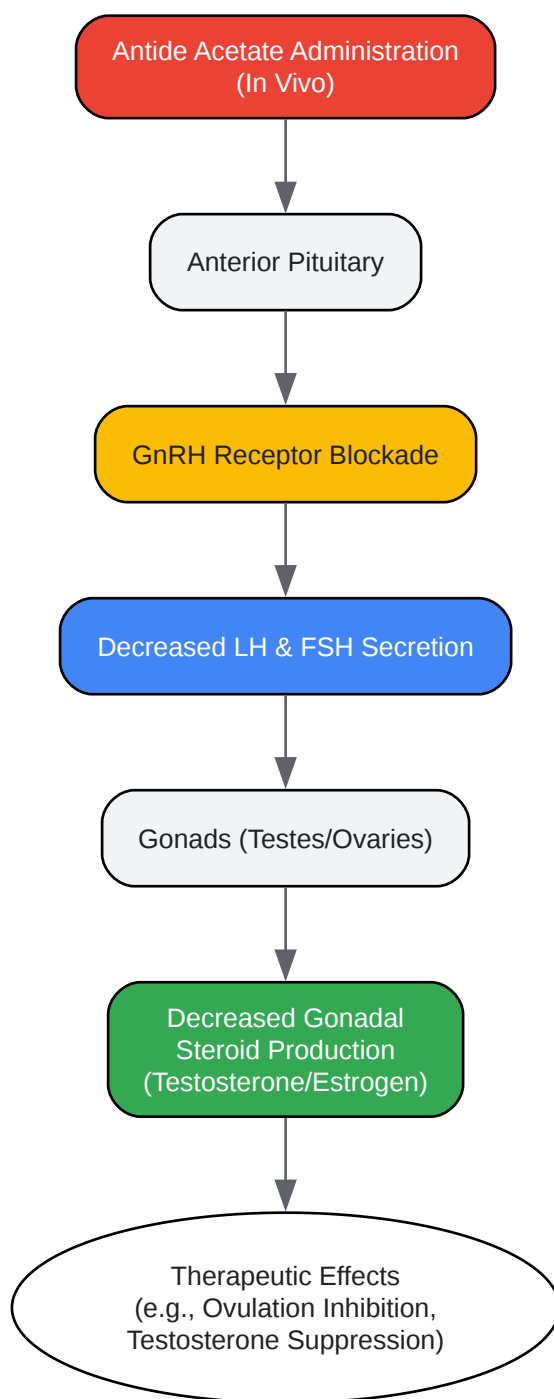 Antide Acetate Administration
(In Vivo)
Anterior Pituitary
GnRH Receptor Blockade
Decreased LH & FSH Secretion
Gonads (Testes/Ovaries)
Decreased Gonadal
Steroid Production
(Testosterone/Estrogen)
Therapeutic Effects
(e.g., Ovulation Inhibition,
Testosterone Suppression)